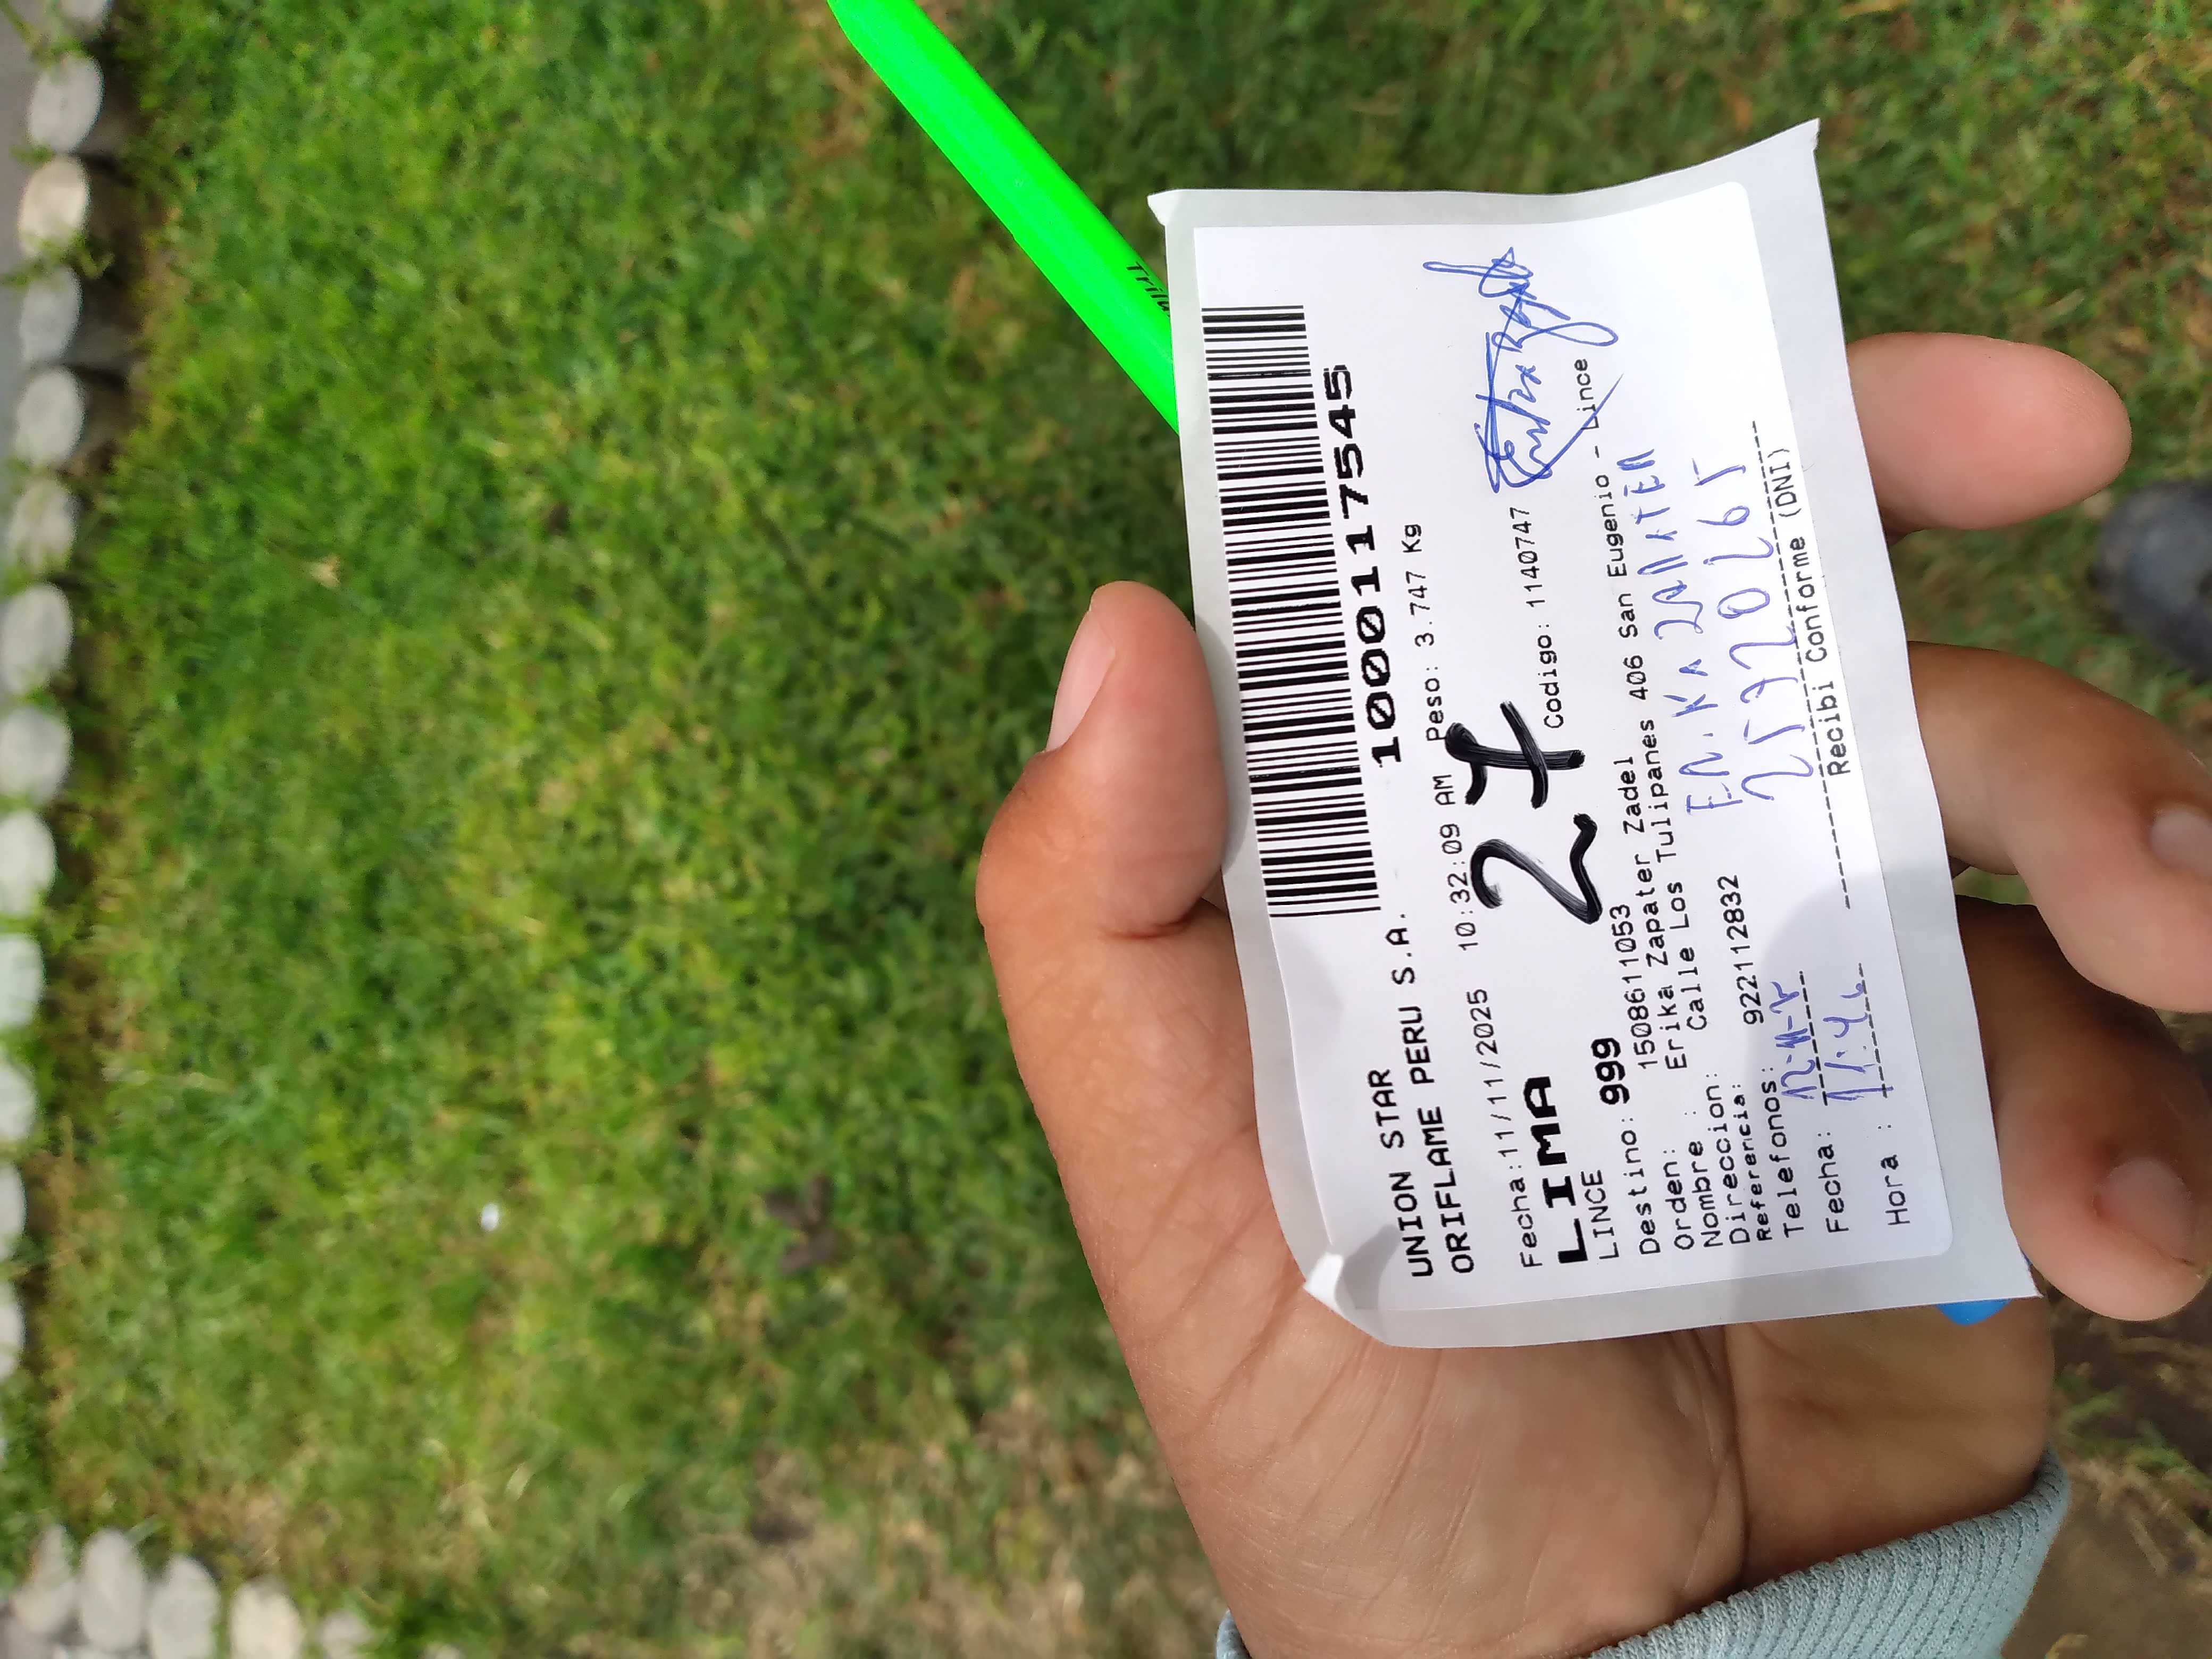 UNION STAR
ORIFLAME PERU S.A.
1000117545
Fecha:11/11/2025 10:32:09 AM Peso: 3.747 Kg
LIMA
27
LINCE
Codigo: 1140747
Destino: 999
Orden: 1508611053
Nombre : Erika Zapater Zadel
Direccion: Calle Los Tulipanes 406 San Eugenio - Lince
Referencia:
Telefonos: 922112832
Fecha:
Hora :
Recibi Conforme (DNI)
Trilu